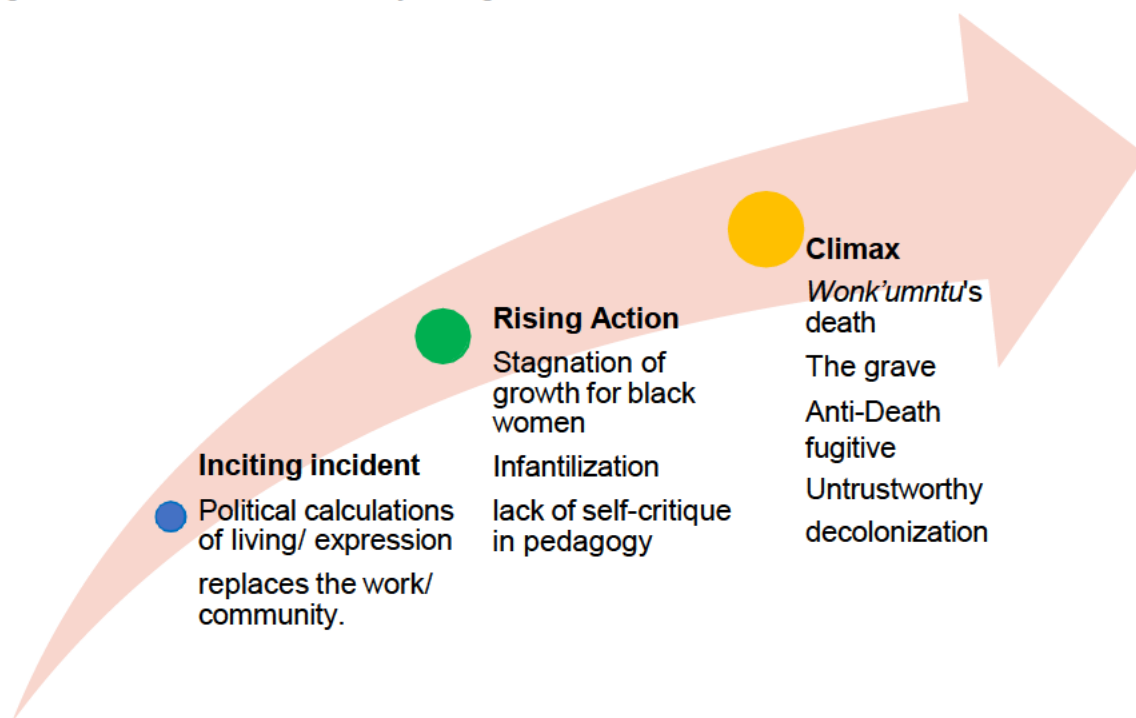 Inciting incident
Political calculations
of living/ expression
replaces the work/
community.
Rising Action
Stagnation of
growth for black
women
Infantilization
lack of self-critique
in pedagogy
Climax
Wonk’umntu's
death
The grave
Anti-Death
fugitive
Untrustworthy
decolonization